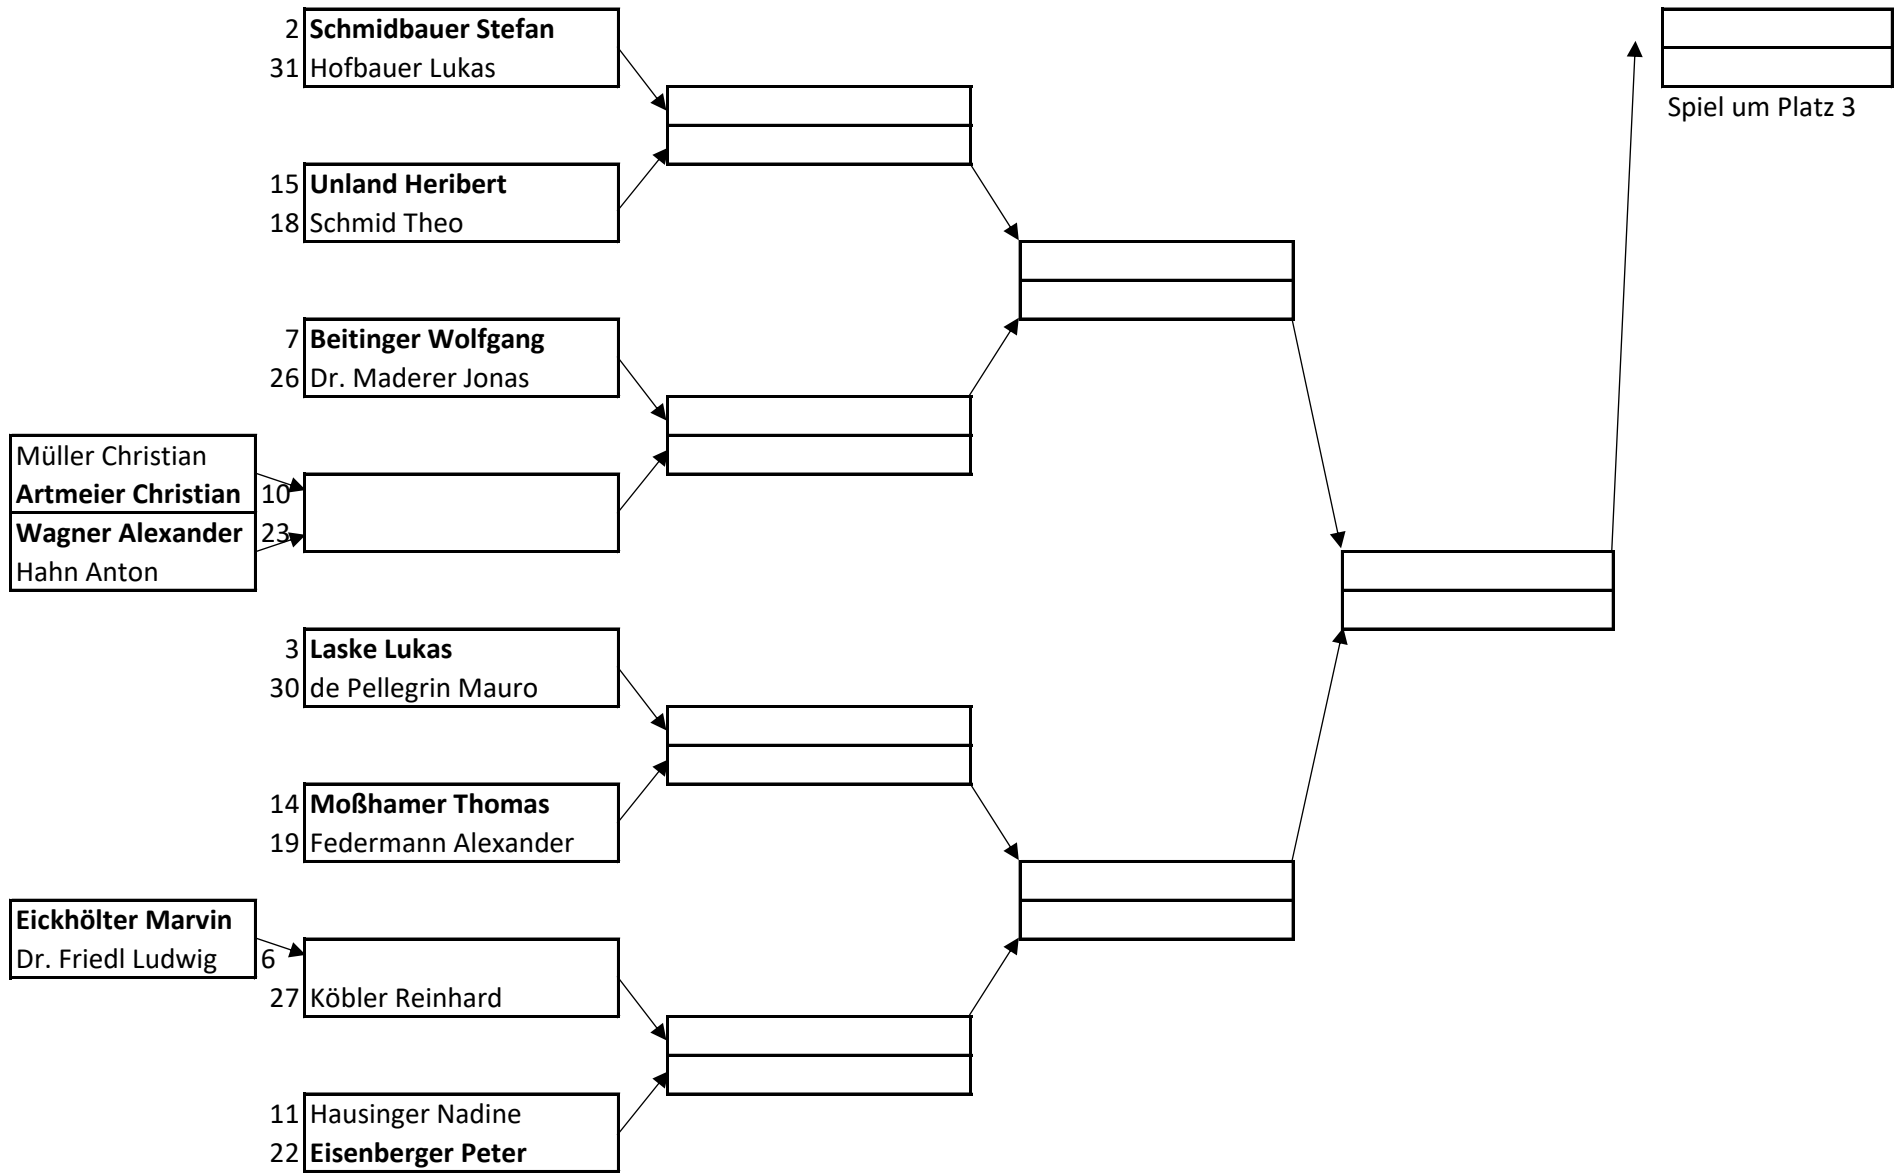 2 Schmidbauer Stefan
31 Hofbauer Lukas
Spiel um Platz 3
15 Unland Heribert
18 Schmid Theo
7 Beitinger Wolfgang
26 Dr. Maderer Jonas
Müller Christian
Artmeier Christian 10
Wagner Alexander 23
Hahn Anton
3 Laske Lukas
30 de Pellegrin Mauro
14 Moßhamer Thomas
19 Federmann Alexander
Eickhölter Marvin
Dr. Friedl Ludwig 6
27 Köbler Reinhard
11 Hausinger Nadine
22 Eisenberger Peter